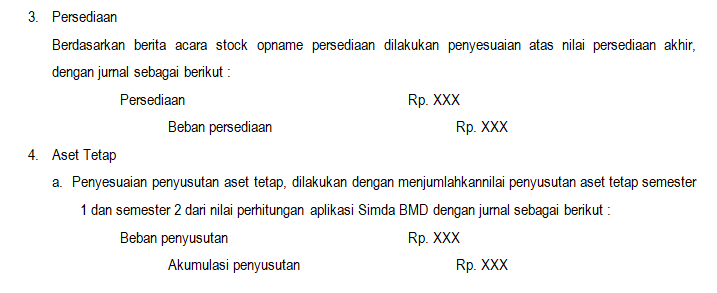 3. Persediaan
Berdasarkan berita acara stock opname persediaan dilakukan penyesuaian atas nilai persediaan akhir,
dengan jurnal sebagai berikut :
Persediaan Rp. XXX
Beban persediaan Rp. XXX
4. Aset Tetap
a. Penyesuaian penyusutan aset tetap, dilakukan dengan menjumlahkannilai penyusutan aset tetap semester
1 dan semester 2 dari nilai perhitungan aplikasi Simda BMD dengan jurnal sebagai berikut :
Beban penyusutan Rp. XXX
Akumulasi penyusutan Rp. XXX